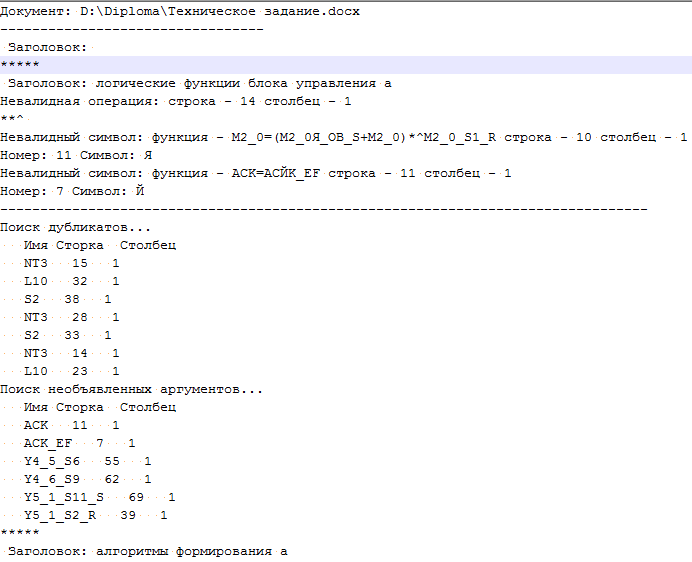 Документ: D:\Diploma\Техническое задание.docx
---------------------------------
Заголовок:
*****
Заголовок: логические функции блока управления a
Невалидная операция: строка - 14 столбец - 1
**^
Невалидный символ: функция - M2_0=(M2_0Я_OB_S+M2_0)*^M2_0_S1_R строка - 10 столбец - 1
Номер: 11 Символ: Я
Невалидный символ: функция - ACK=ACЙK_EF строка - 11 столбец - 1
Номер: 7 Символ: Й
---------------------------------------------------------------------------------
Поиск дубликатов...
Имя Сторка Столбец
NT3 15 1
L10 32 1
S2 38 1
NT3 28 1
S2 33 1
NT3 14 1
L10 23 1
Поиск необъявленных аргументов...
Имя Сторка Столбец
ACK 11 1
ACK_EF 7 1
Y4_5_S6 55 1
Y4_6_S9 62 1
Y5_1_S11_S 69 1
Y5_1_S2_R 39 1
*****
Заголовок: алгоритмы формирования a